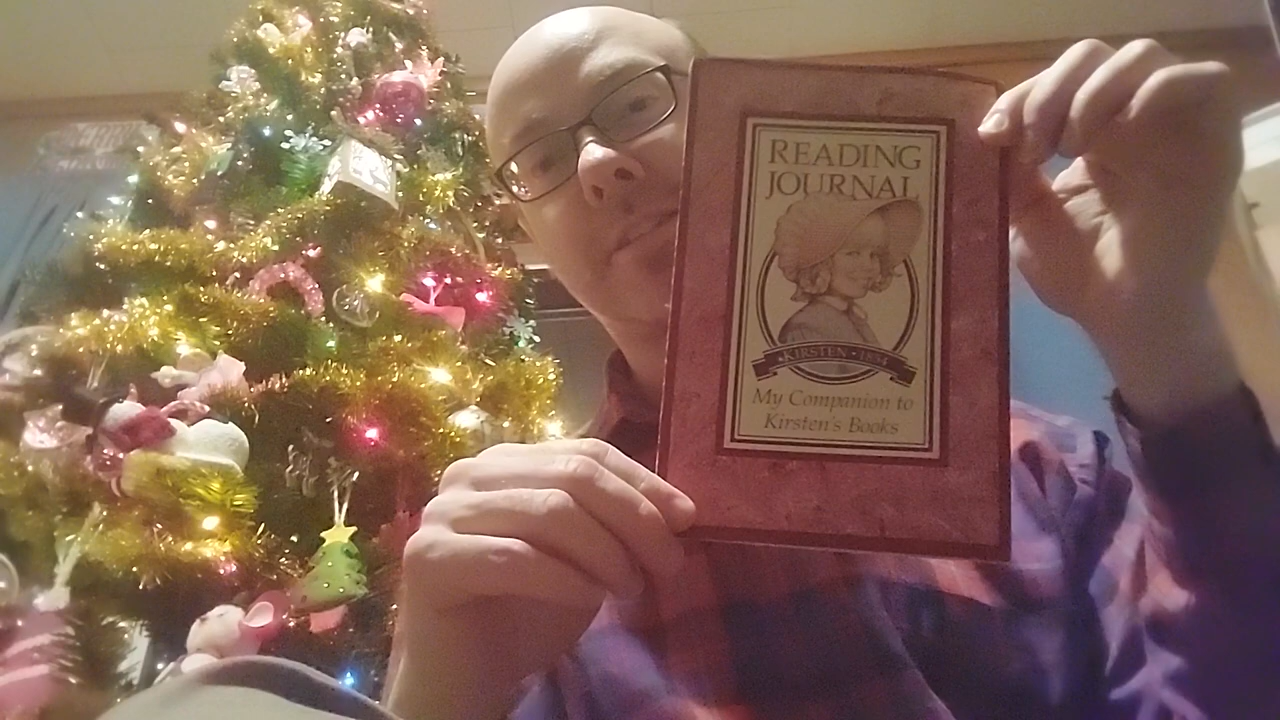 READING
JOURNAL
KIRSTEN • 1854
My Companion to
Kirsten's Books